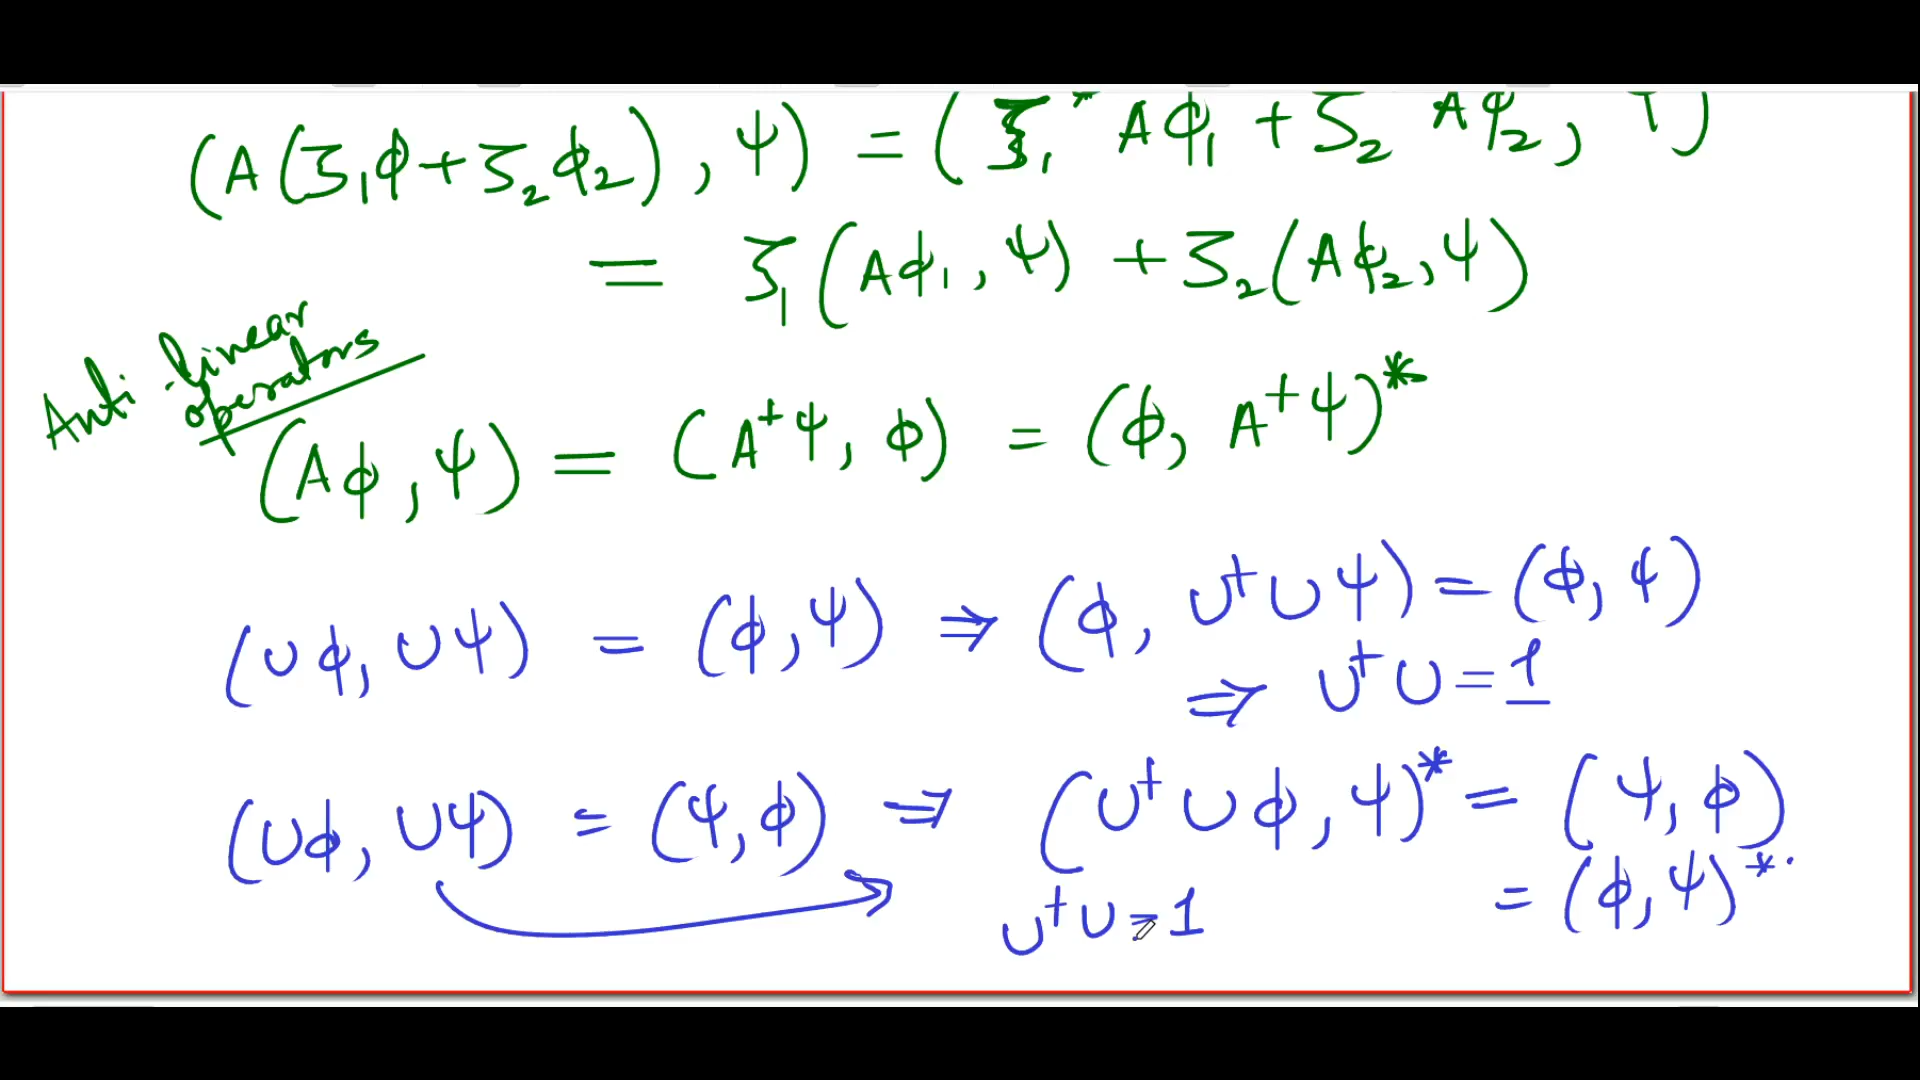 (A(ξ₁ϕ+ξ₂ϕ₂), ψ) = (ξ₁* Aϕ₁ + ξ₂ Aϕ₂, ψ)
= ξ₁(Aϕ₁, ψ) + ξ₂(Aϕ₂, ψ)
Anti-linear
operators
(Aϕ, ψ) = (A†ψ, ϕ) = (ϕ, A†ψ)*
(Uϕ, Uψ) = (ϕ, ψ) ⇒ (ϕ, U†Uψ) = (ϕ, ψ)
⇒ U†U = 1
(Uϕ, Uψ) = (ψ, ϕ) ⇒ (U†Uϕ, ψ)* = (ψ, ϕ)
U†U = 1 = (ϕ, ψ)*.